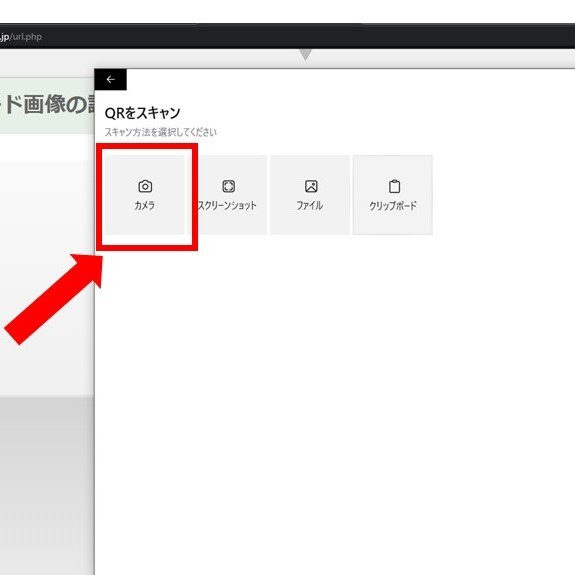 .jp/url.php
ード画像の
QRをスキャン
スキャン方法を選択してください
カメラ
スクリーンショット
ファイル
クリップボード